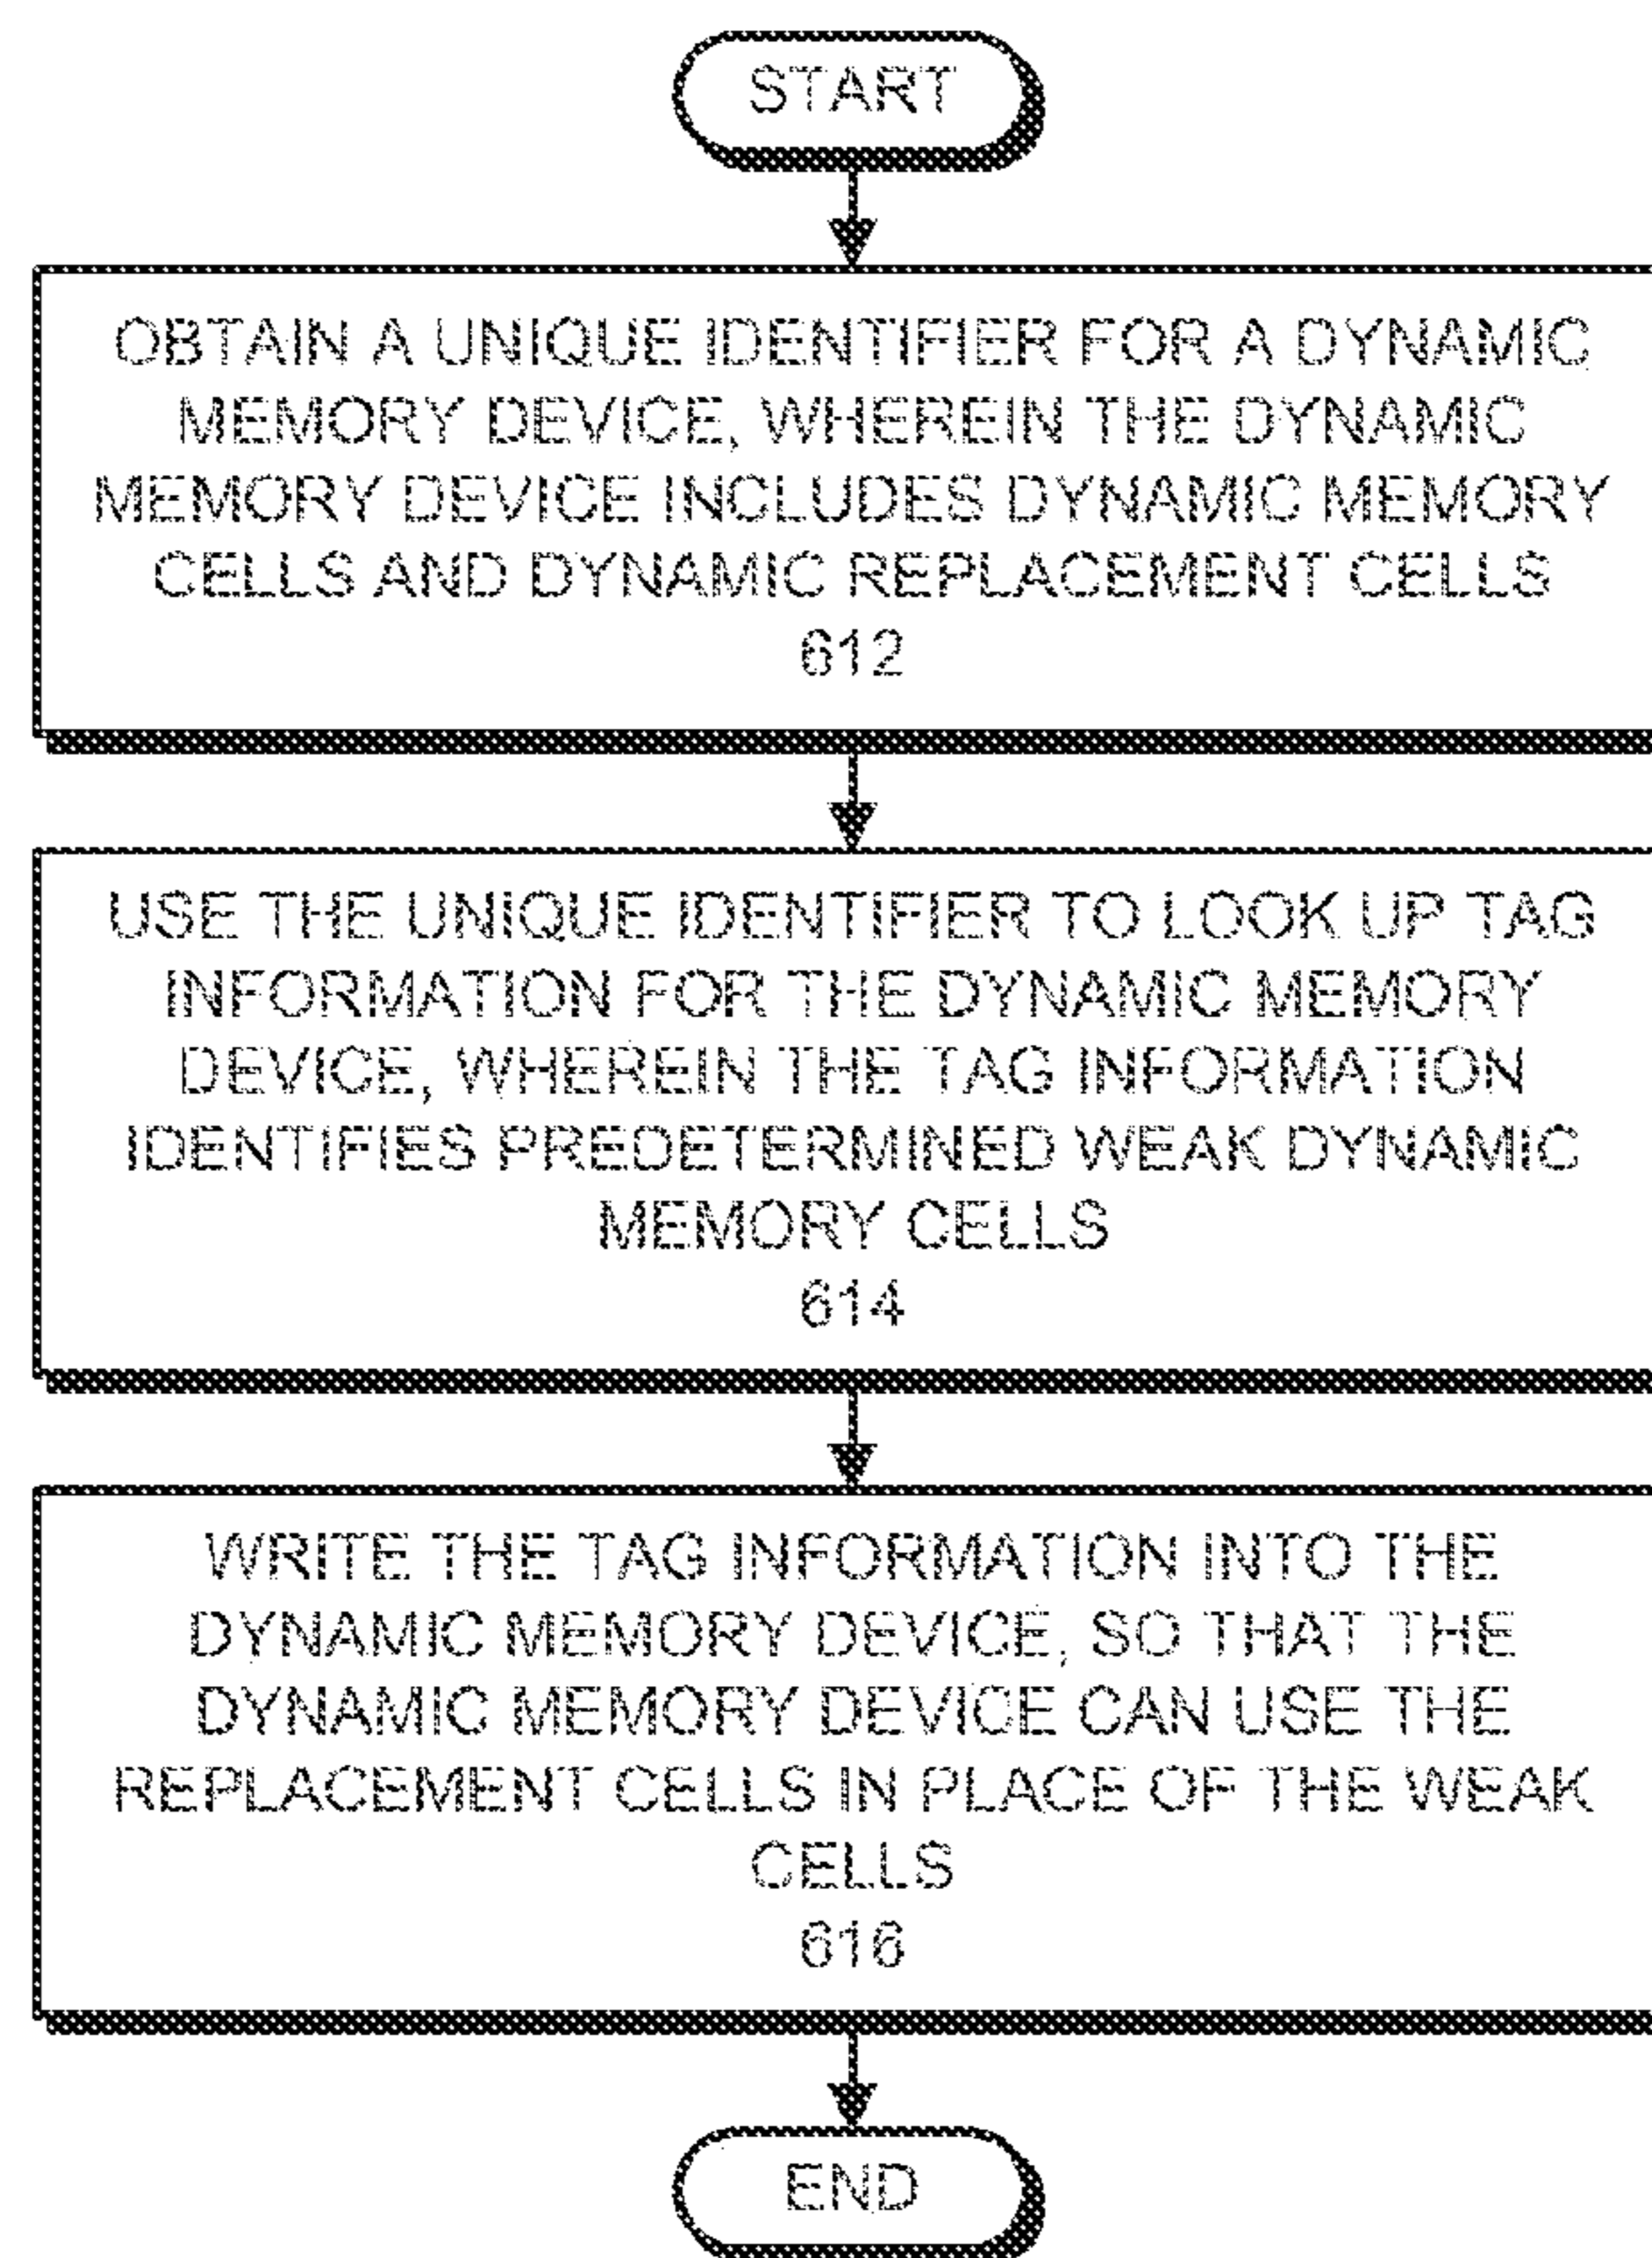 START
OBTAIN A UNIQUE IDENTIFIER FOR A DYNAMIC
MEMORY DEVICE, WHEREIN THE DYNAMIC
MEMORY DEVICE INCLUDES DYNAMIC MEMORY
CELLS AND DYNAMIC REPLACEMENT CELLS
612
USE THE UNIQUE IDENTIFIER TO LOOK UP TAG
INFORMATION FOR THE DYNAMIC MEMORY
DEVICE, WHEREIN THE TAG INFORMATION
IDENTIFIES PREDETERMINED WEAK DYNAMIC
MEMORY CELLS
614
WRITE THE TAG INFORMATION INTO THE
DYNAMIC MEMORY DEVICE, SO THAT THE
DYNAMIC MEMORY DEVICE CAN USE THE
REPLACEMENT CELLS IN PLACE OF THE WEAK
CELLS
616
END